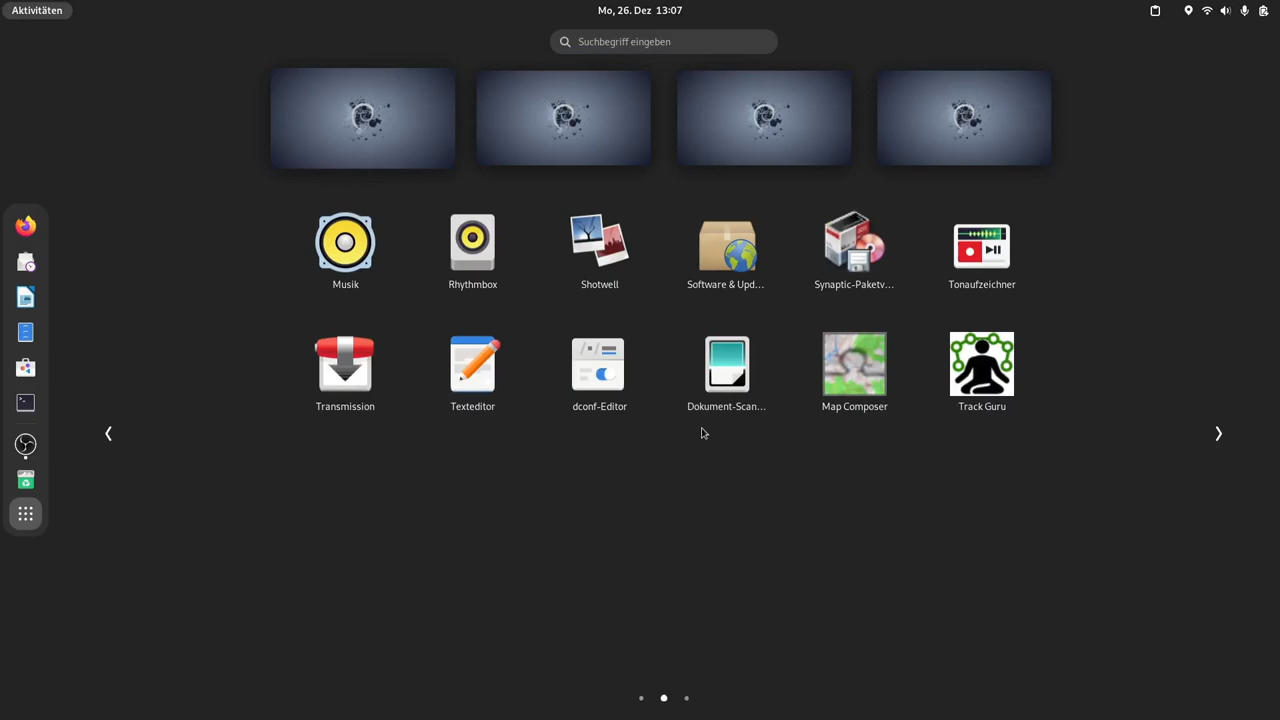 Aktivitäten
Mo, 26. Dez 13:07
Suchbegriff eingeben
Musik
Rhythmbox
Shotwell
Software & Upd…
Synaptic-Paketv…
Tonaufzeichner
Transmission
Texteditor
dconf-Editor
Dokument-Scan…
Map Composer
Track Guru